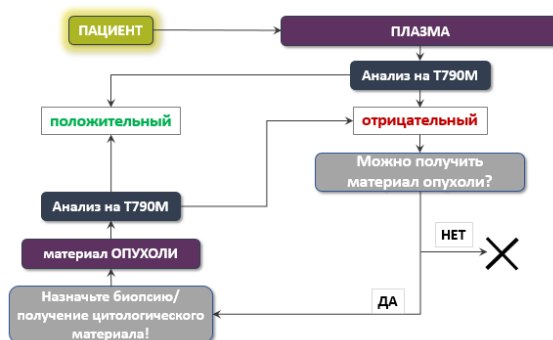 ПАЦИЕНТ
ПЛАЗМА
Анализ на T790M
положительный
отрицательный
Можно получить
материал опухоли?
Анализ на T790M
НЕТ
материал ОПУХОЛИ
ДА
Назначьте биопсию/
получение цитологического
материала!